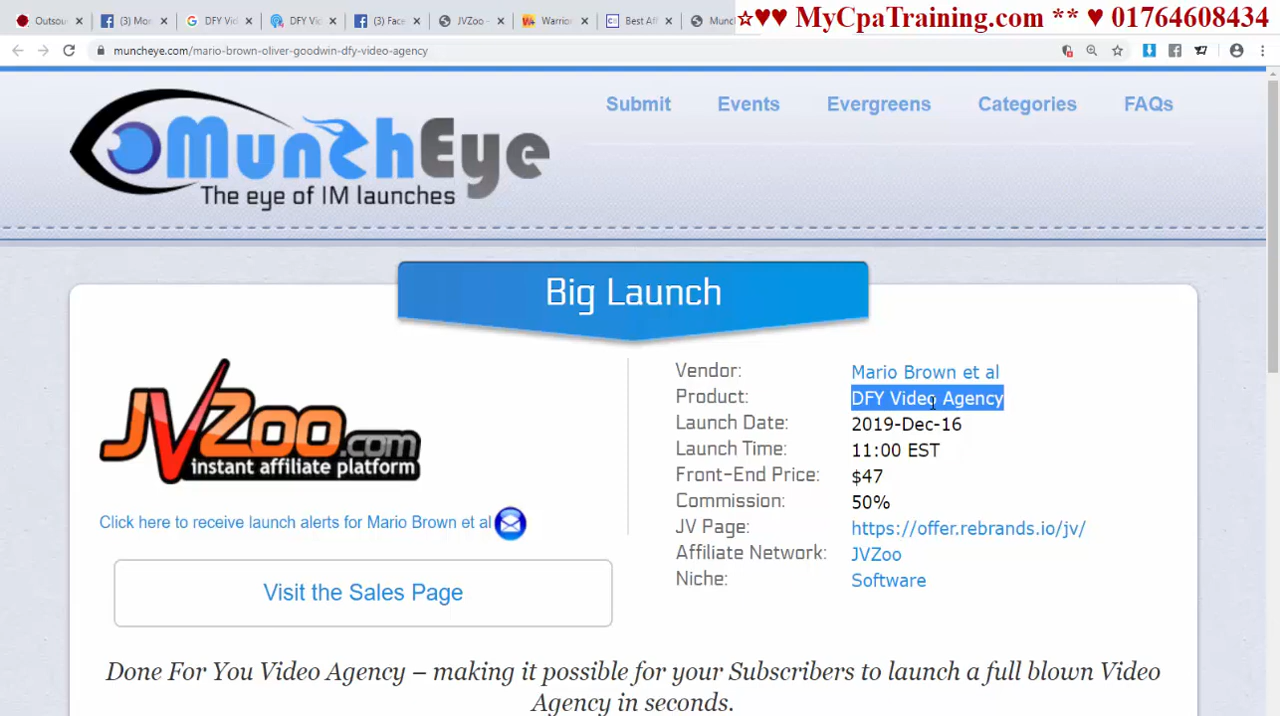 Outsou
(3) Mo
DFY Vi
DFY Vi
(3) Fac
JVZoo -
Warrio
Best Af
Munc
☆♥♥ MyCpaTraining.com ** ♥ 01764608434
muncheye.com/mario-brown-oliver-goodwin-dfy-video-agency
MunchEye
The eye of IM launches
Submit
Events
Evergreens
Categories
FAQs
Big Launch
JVZoo.com
instant affiliate platform
Click here to receive launch alerts for Mario Brown et al
Visit the Sales Page
Vendor: Mario Brown et al
Product: DFY Video Agency
Launch Date: 2019-Dec-16
Launch Time: 11:00 EST
Front-End Price: $47
Commission: 50%
JV Page: https://offer.rebrands.io/jv/
Affiliate Network: JVZoo
Niche: Software
Done For You Video Agency – making it possible for your Subscribers to launch a full blown Video
Agency in seconds.